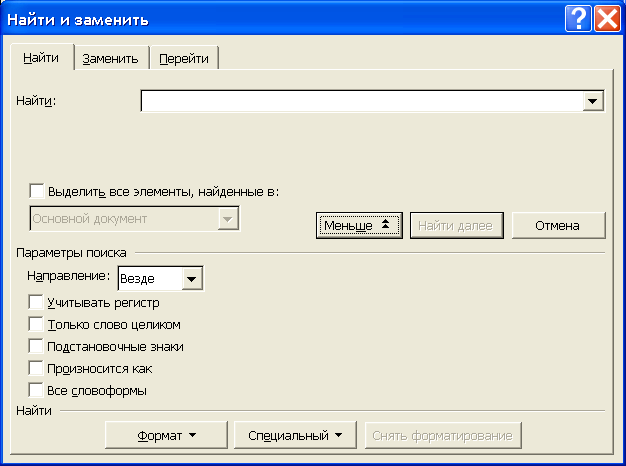 Найти и заменить
Найти Заменить Перейти
Найти:
Выделить все элементы, найденные в:
Основной документ
Меньше Найти далее Отмена
Параметры поиска
Направление: Везде
Учитывать регистр
Только слово целиком
Подстановочные знаки
Произносится как
Все словоформы
Найти
Формат Специальный Снять форматирование